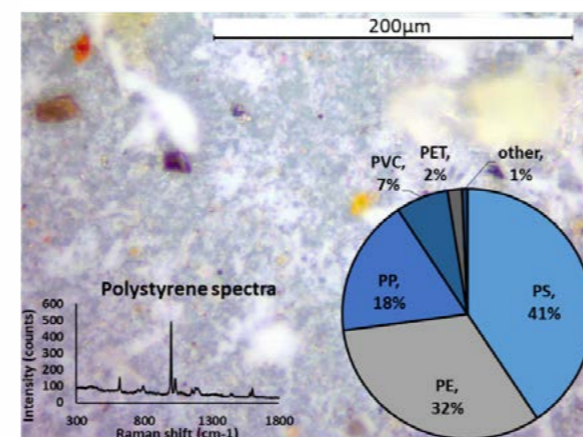 200µm
PVC,
7%
PET,
2%
other,
1%
PS,
41%
PP,
18%
PE,
32%
Polystyrene spectra
Intensity (counts)
600
500
400
300
200
100
0
300 800 1300 1800
Raman shift (cm-1)